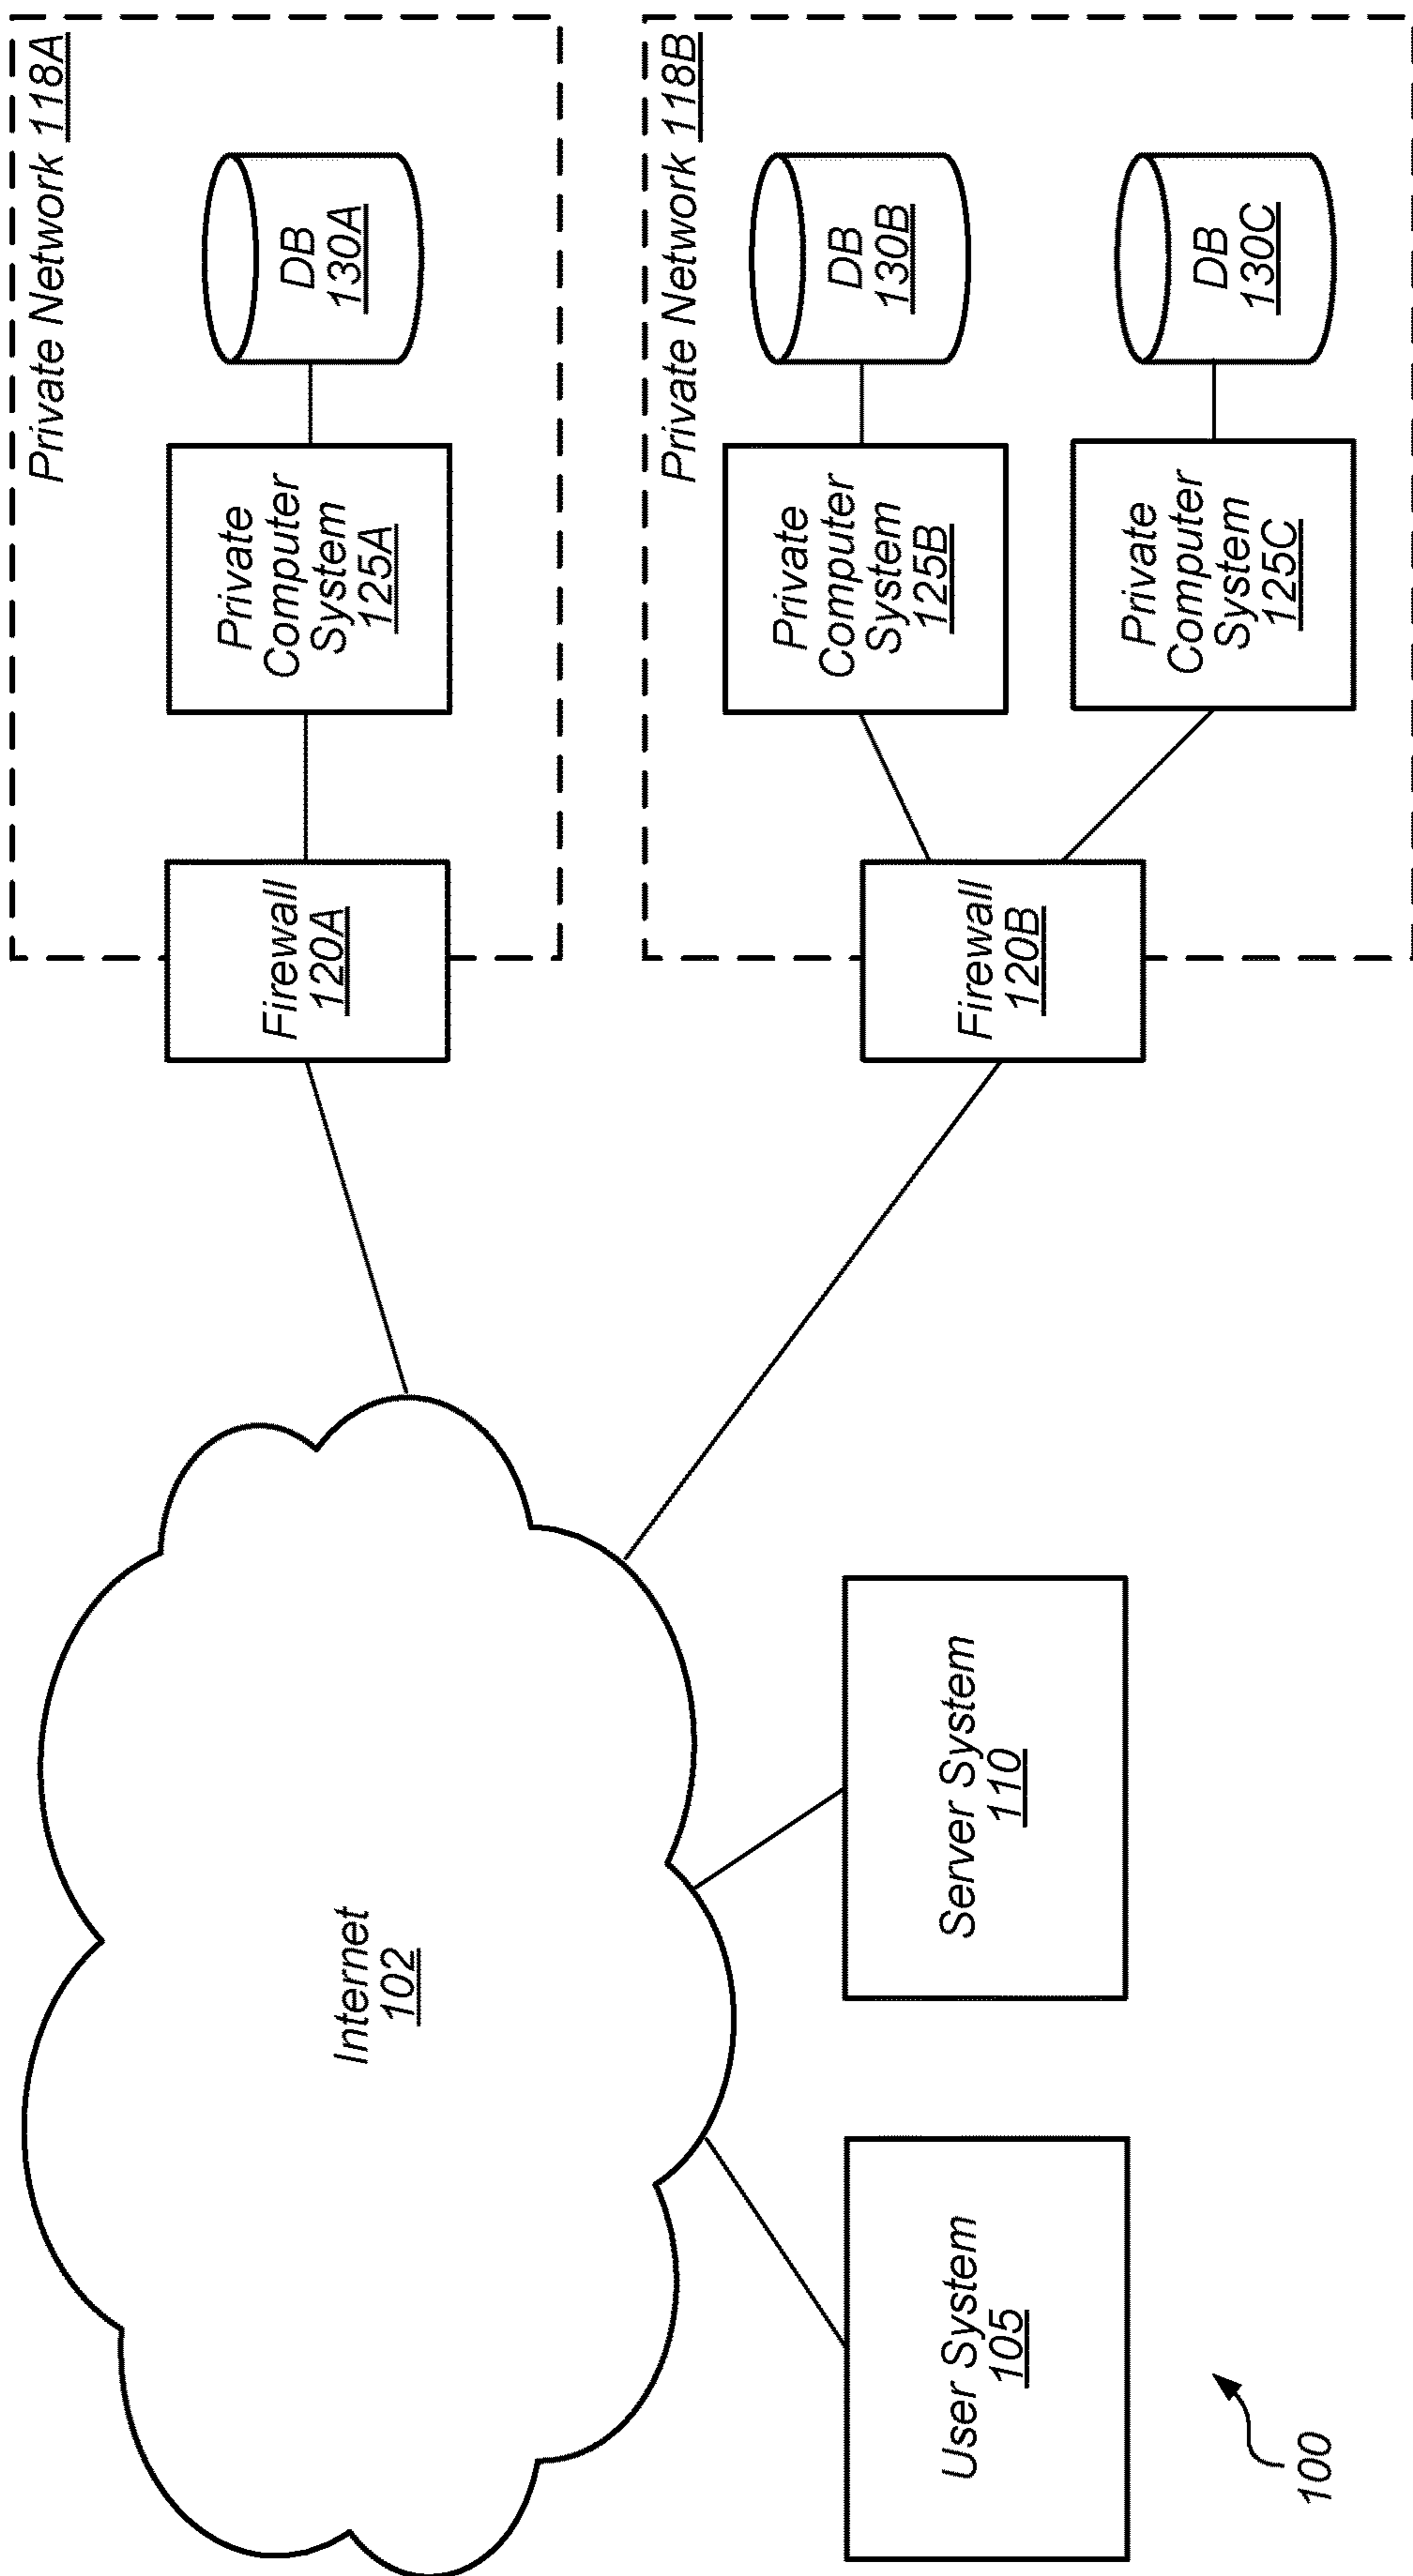 Internet
102
User System
105
Server System
110
100
Firewall
120A
Private
Computer
System
125A
DB
130A
Private Network 118A
Firewall
120B
Private
Computer
System
125B
DB
130B
Private Network 118B
Private
Computer
System
125C
DB
130C